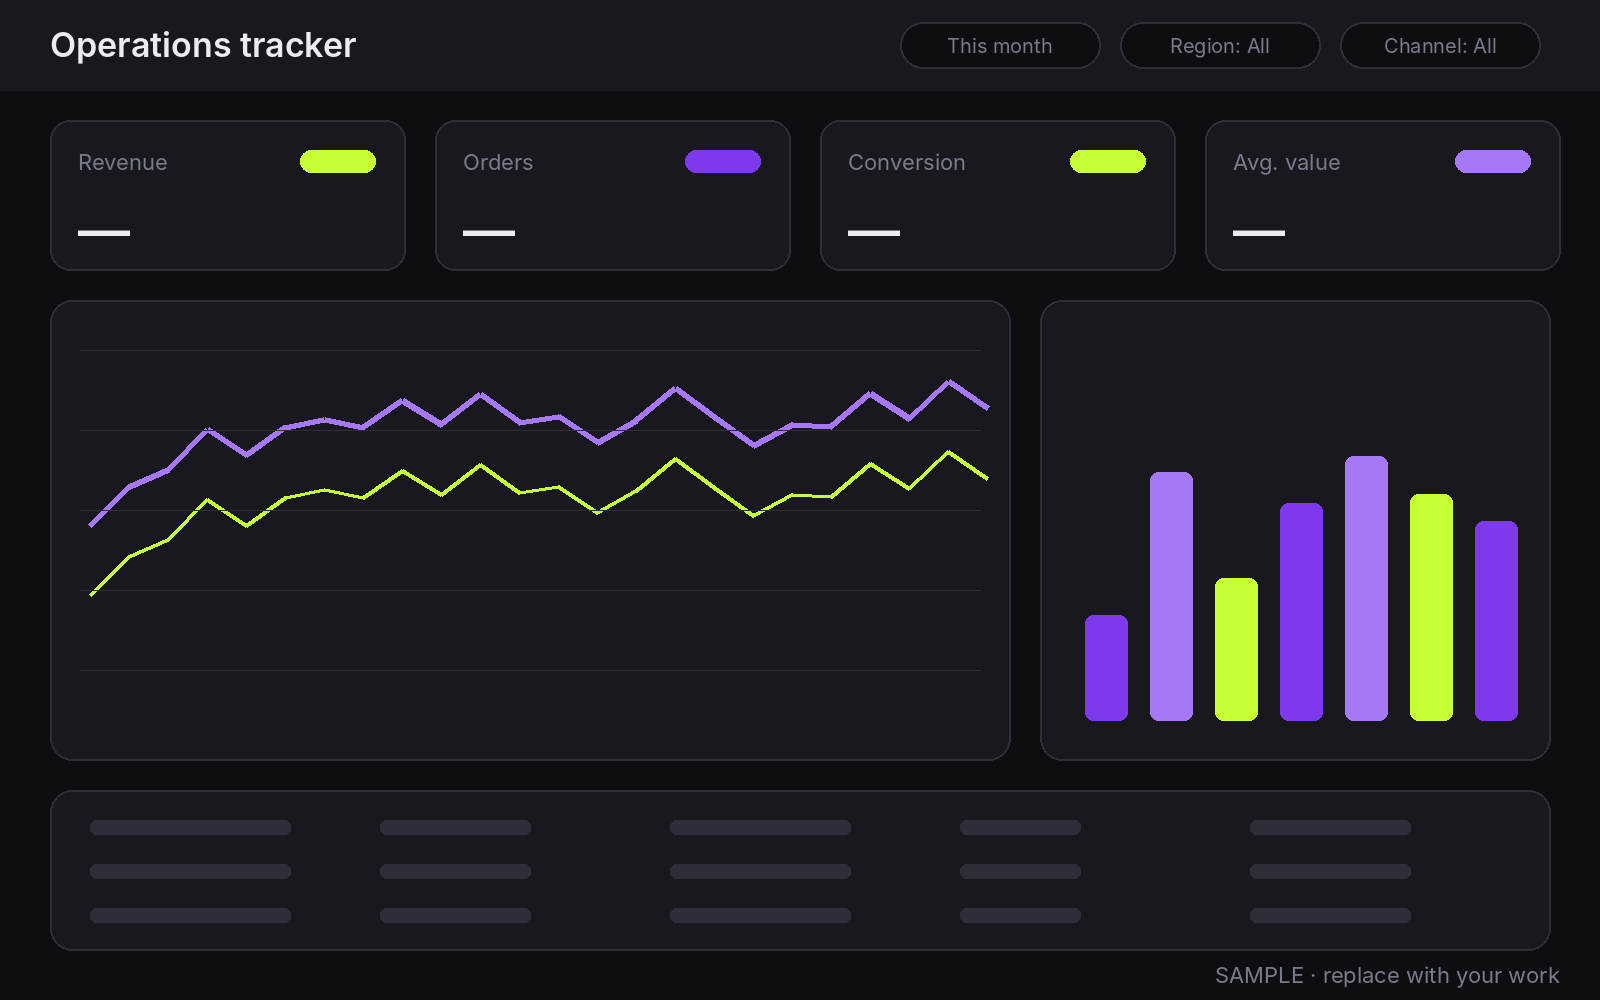 Operations tracker
This month
Region: All
Channel: All
Revenue
Orders
Conversion
Avg. value
—
—
—
—
SAMPLE · replace with your work